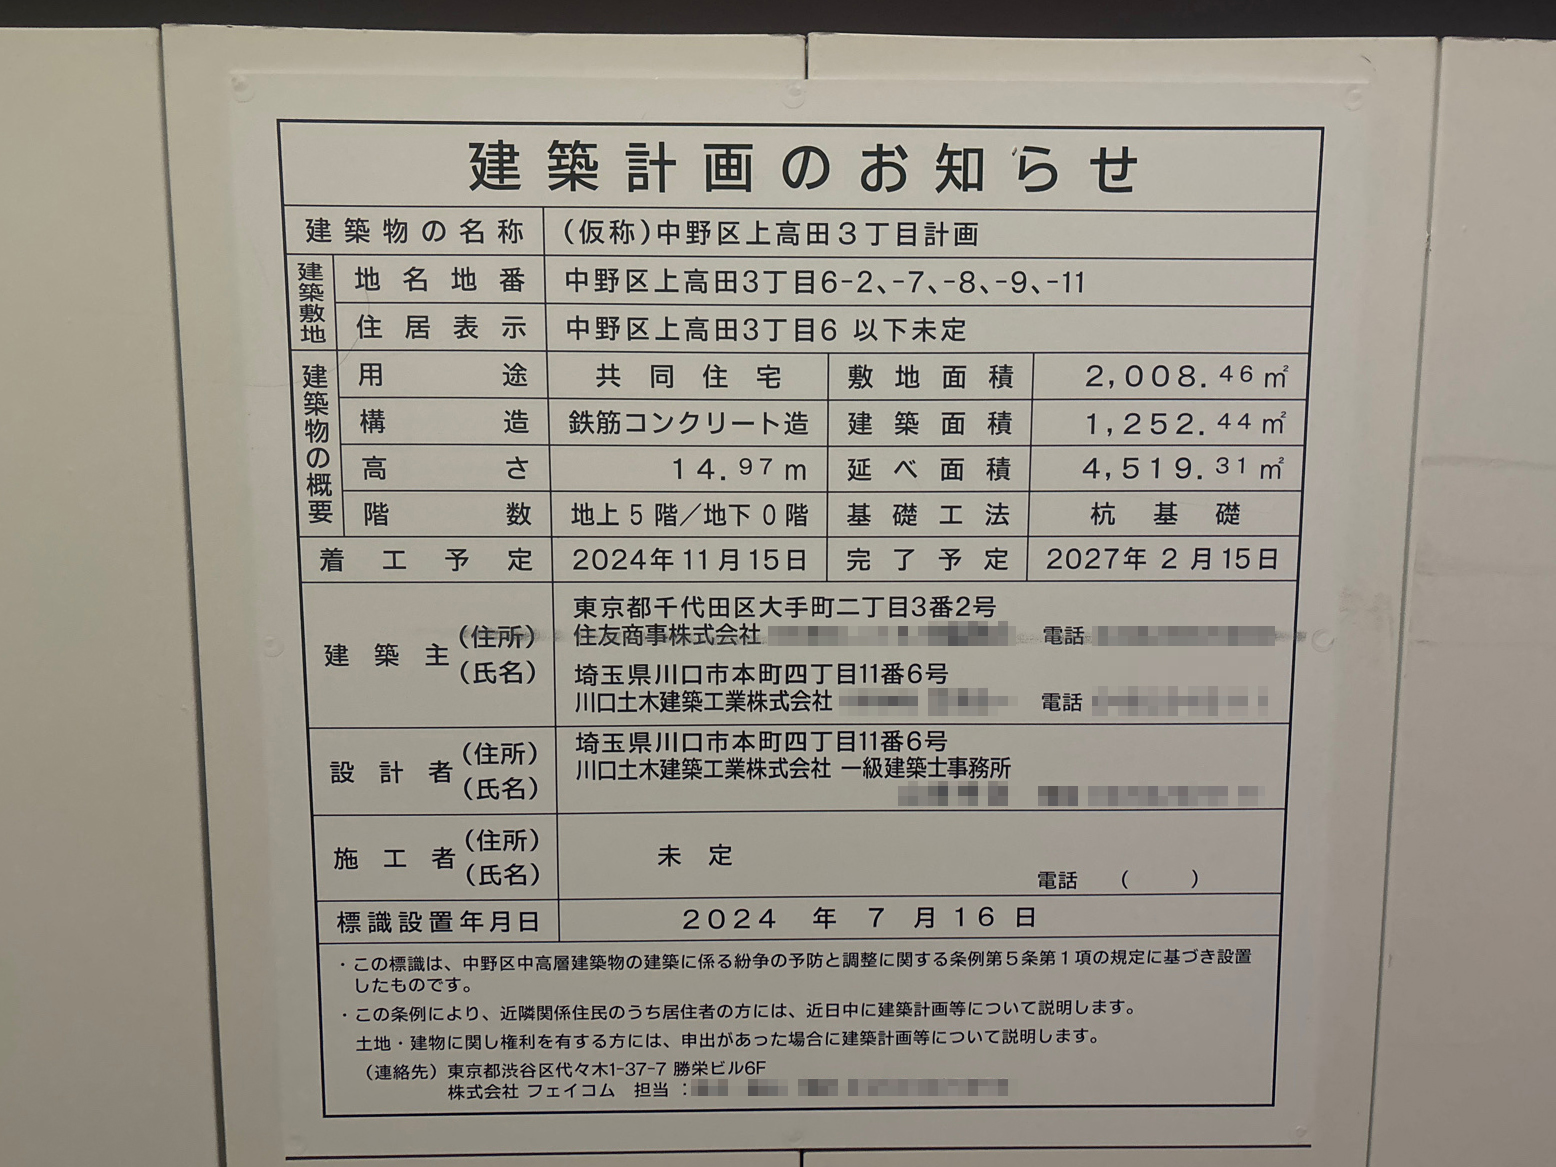 建築計画のお知らせ
建築物の名称 (仮称)中野区上高田3丁目計画
建築敷地 地名地番 中野区上高田3丁目6-2、-7、-8、-9、-11
住居表示 中野区上高田3丁目6 以下未定
建築物の概要 用途 共同住宅 敷地面積 2,008.46㎡
構造 鉄筋コンクリート造 建築面積 1,252.44㎡
高さ 14.97m 延べ面積 4,519.31㎡
階数 地上5階/地下0階 基礎工法 杭基礎
着工予定 2024年11月15日 完了予定 2027年2月15日
建築主 (住所) (氏名) 東京都千代田区大手町二丁目3番2号
住友商事株式会社 電話
埼玉県川口市本町四丁目11番6号
川口土木建築工業株式会社 電話
設計者 (住所) (氏名) 埼玉県川口市本町四丁目11番6号
川口土木建築工業株式会社 一級建築士事務所
施工者 (住所) (氏名) 未定
電話 ( )
標識設置年月日 2024年7月16日
・この標識は、中野区中高層建築物の建築に係る紛争の予防と調整に関する条例第5条第1項の規定に基づき設置
したものです。
・この条例により、近隣関係住民のうち居住者の方には、近日中に建築計画等について説明します。
土地・建物に関し権利を有する方には、申出があった場合に建築計画等について説明します。
(連絡先)東京都渋谷区代々木1-37-7 勝栄ビル6F
株式会社 フェイコム 担当: